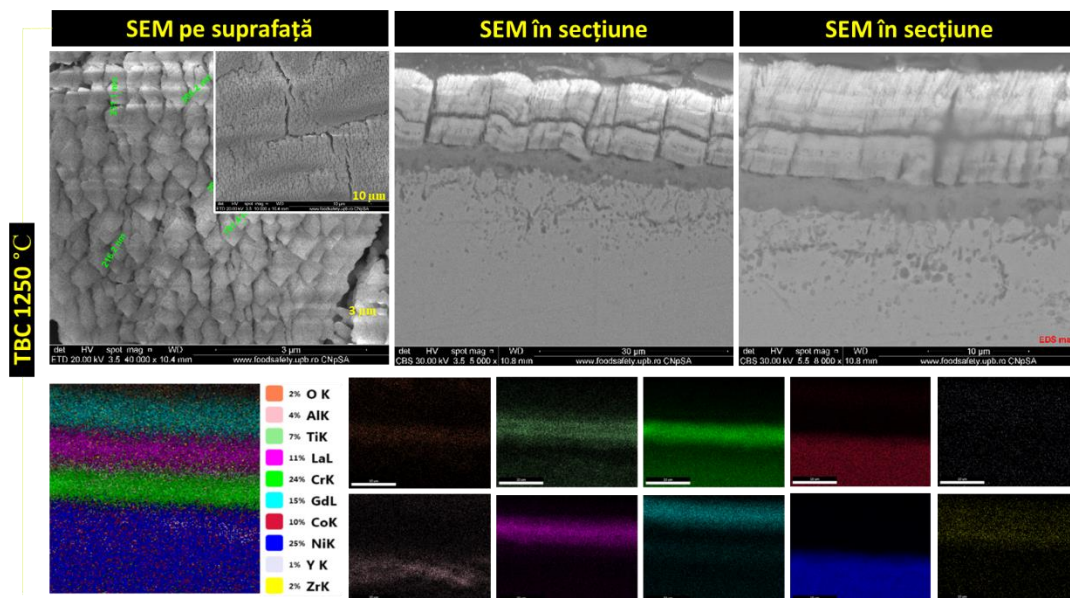 SEM pe suprafață
SEM în secțiune
SEM în secțiune
TBC 1250 °C
10 µm
3 µm
det HV spot mag WD 3 µm
ETD 20.00 kV 3.5 40 000 x 10.4 mm www.foodsafety.upb.ro CNpSA
det HV spot mag WD 30 µm
CBS 30.00 kV 3.5 5 000 x 10.8 mm www.foodsafety.upb.ro CNpSA
det HV spot mag WD 10 µm
CBS 30.00 kV 5.5 8 000 x 10.8 mm www.foodsafety.upb.ro CNpSA
2% O K
4% AlK
7% TiK
11% LaL
24% CrK
15% GdL
10% CoK
25% NiK
1% Y K
2% ZrK